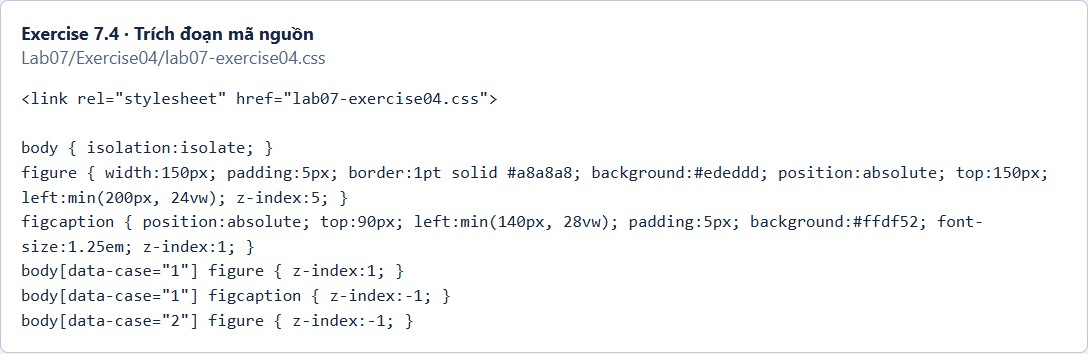 Exercise 7.4 · Trích đoạn mã nguồn
Lab07/Exercise04/lab07-exercise04.css
<link rel="stylesheet" href="lab07-exercise04.css">
body { isolation:isolate; }
figure { width:150px; padding:5px; border:1pt solid #a8a8a8; background:#ededdd; position:absolute; top:150px;
left:min(200px, 24vw); z-index:5; }
figcaption { position:absolute; top:90px; left:min(140px, 28vw); padding:5px; background:#ffdf52; font-
size:1.25em; z-index:1; }
body[data-case="1"] figure { z-index:1; }
body[data-case="1"] figcaption { z-index:-1; }
body[data-case="2"] figure { z-index:-1; }